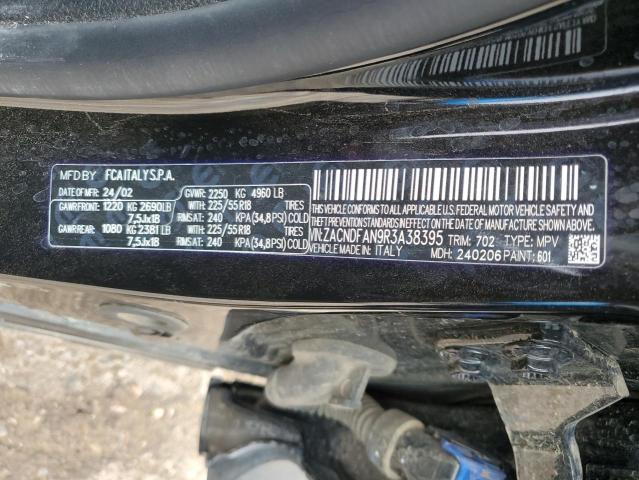 MFD BY FCA ITALY S.P.A.
DATE OF MFR 24/02 GVWR: 2250 KG 4960 LB
GAWR FRONT: 1220 KG 2690 LB WITH: 225/55R18 TIRES
7,5Jx18 RIMS AT: 240 KPA (34,8 PSI) COLD
GAWR REAR: 1080 KG 2381 LB WITH: 225/55R18 TIRES
7,5Jx18 RIMS AT: 240 KPA (34,8 PSI) COLD
THIS VEHICLE CONFORMS TO ALL APPLICABLE U.S. FEDERAL MOTOR VEHICLE
SAFETY, BUMPER, AND THEFT PREVENTION STANDARDS IN EFFECT ON THE DATE OF MANUFACTURE SHOWN ABOVE
VIN: ZACNDFAN9R3A38395 TRIM: 702 TYPE: MPV
VEHICLE MADE IN: ITALY MDH: 240206 PAINT: 601